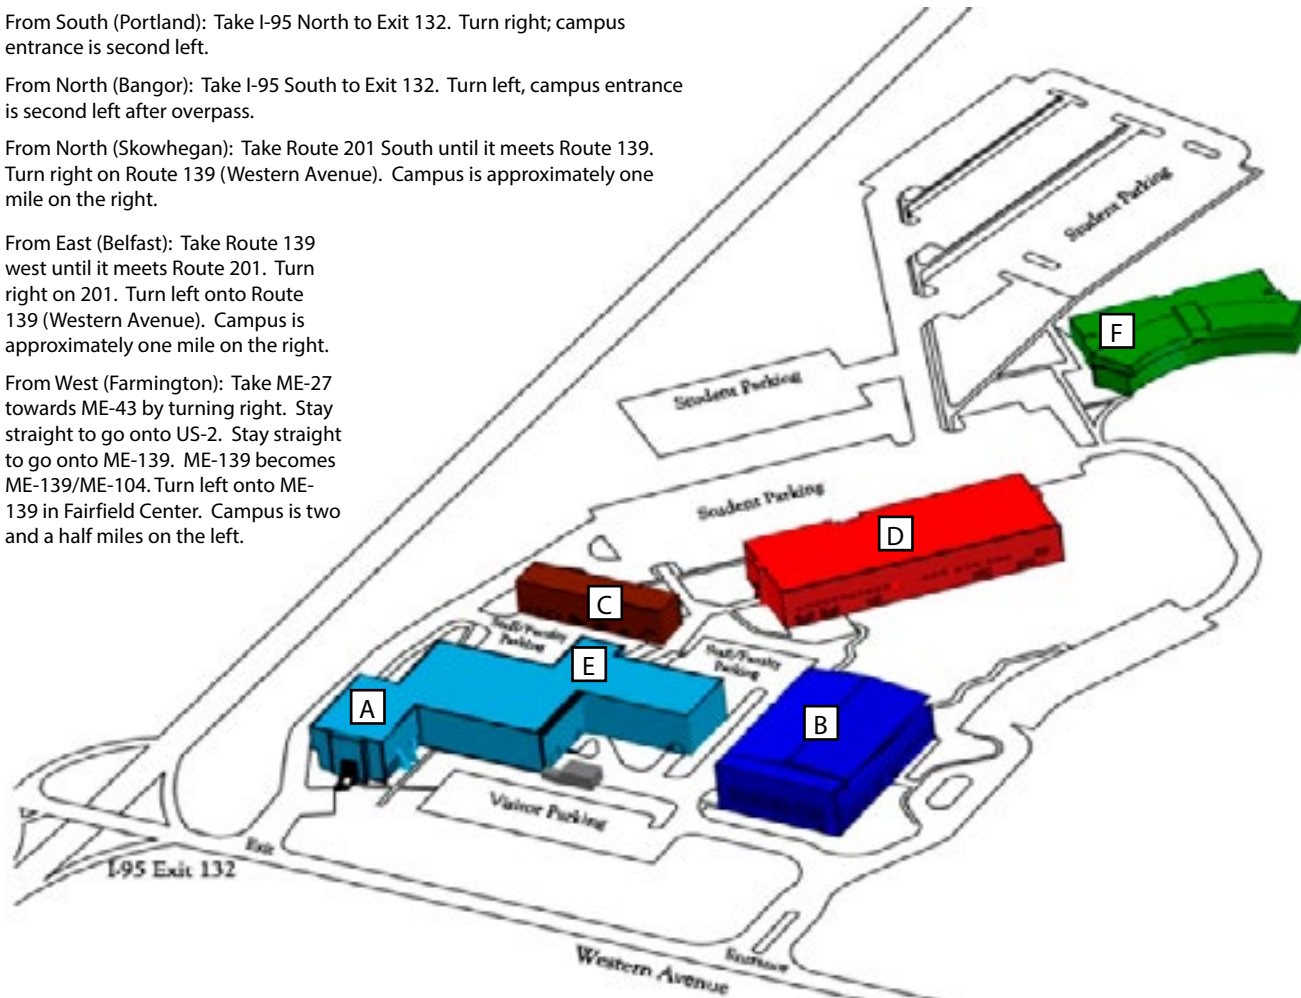 From South (Portland):  Take I-95 North to Exit 132.  Turn right; campus
entrance is second left.
From North (Bangor):  Take I-95 South to Exit 132.  Turn left, campus entrance
is second left after overpass.
From North (Skowhegan):  Take Route 201 South until it meets Route 139.
Turn right on Route 139 (Western Avenue).  Campus is approximately one
mile on the right.
From East (Belfast):  Take Route 139
west until it meets Route 201.  Turn
right on 201.  Turn left onto Route
139 (Western Avenue).  Campus is
approximately one mile on the right.
From West (Farmington):  Take ME-27
towards ME-43 by turning right.  Stay
straight to go onto US-2.  Stay straight
to go onto ME-139.  ME-139 becomes
ME-139/ME-104. Turn left onto ME-
139 in Fairfield Center.  Campus is two
and a half miles on the left.
Student Parking
F
Student Parking
Student Parking
D
C
Staff/Faculty
Parking
E
Staff/Faculty
Parking
A
B
Visitor Parking
Exit
I-95 Exit 132
Western Avenue
Entrance